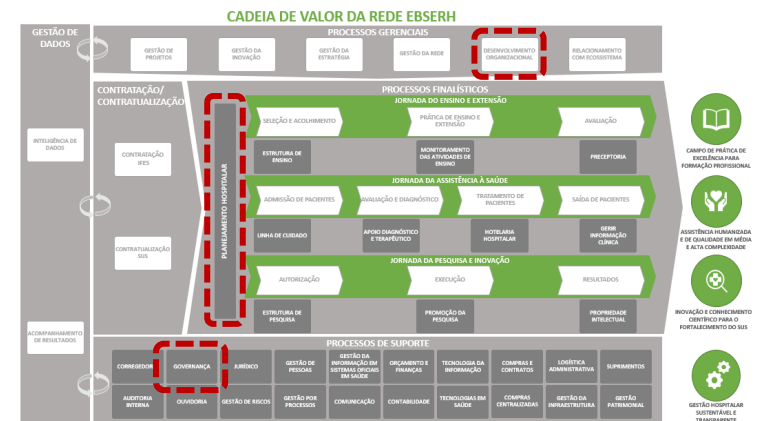 CADEIA DE VALOR DA REDE EBSERH
GESTÃO DE
DADOS
PROCESSOS GERENCIAIS
GESTÃO DE
PROJETOS
GESTÃO DA
INOVAÇÃO
GESTÃO DA
ESTRATÉGIA
GESTÃO DA REDE
DESENVOLVIMENTO
ORGANIZACIONAL
RELACIONAMENTO
COM ECOSSISTEMA
INTELIGÊNCIA DE
DADOS
ACOMPANHAMENTO
DE RESULTADOS
CONTRATAÇÃO/
CONTRATUALIZAÇÃO
CONTRATAÇÃO
IFES
CONTRATUALIZAÇÃO
SUS
PLANEJAMENTO HOSPITALAR
PROCESSOS FINALÍSTICOS
JORNADA DO ENSINO E EXTENSÃO
SELEÇÃO E ACOLHIMENTO
PRÁTICA DE ENSINO E
EXTENSÃO
AVALIAÇÃO
ESTRUTURA DE
ENSINO
MONITORAMENTO
DAS ATIVIDADES DE
ENSINO
PRECEPTORIA
JORNADA DA ASSISTÊNCIA À SAÚDE
ADMISSÃO DE PACIENTES
AVALIAÇÃO E DIAGNÓSTICO
TRATAMENTO DE
PACIENTES
SAÍDA DE PACIENTES
LINHA DE CUIDADO
APOIO DIAGNÓSTICO
E TERAPÊUTICO
HOTELARIA
HOSPITALAR
GERIR
INFORMAÇÃO
CLÍNICA
JORNADA DA PESQUISA E INOVAÇÃO
AUTORIZAÇÃO
EXECUÇÃO
RESULTADOS
ESTRUTURA DE
PESQUISA
PROMOÇÃO DA
PESQUISA
PROPRIEDADE
INTELECTUAL
PROCESSOS DE SUPORTE
GOVERNANÇA
JURÍDICO
GESTÃO DE
PESSOAS
GESTÃO DA
INFORMAÇÃO EM
SISTEMAS OFICIAIS
EM SAÚDE
ORÇAMENTO E
FINANÇAS
TECNOLOGIA DA
INFORMAÇÃO
COMPRAS E
CONTRATOS
LOGÍSTICA
ADMINISTRATIVA
SUPRIMENTOS
AUDITORIA
INTERNA
OUVIDORIA
GESTÃO DE RISCOS
GESTÃO POR
PROCESSOS
COMUNICAÇÃO
CONTABILIDADE
TECNOLOGIAS EM
SAÚDE
COMPRAS
CENTRALIZADAS
GESTÃO DA
INFRAESTRUTURA
GESTÃO
PATRIMONIAL
CAMPO DE PRÁTICA DE
EXCELÊNCIA PARA
FORMAÇÃO PROFISSIONAL
ASSISTÊNCIA HUMANIZADA
E DE QUALIDADE EM MÉDIA
E ALTA COMPLEXIDADE
INOVAÇÃO E CONHECIMENTO
CIENTÍFICO PARA O
FORTALECIMENTO DO SUS
GESTÃO HOSPITALAR
SUSTENTÁVEL E
TRANSPARENTE